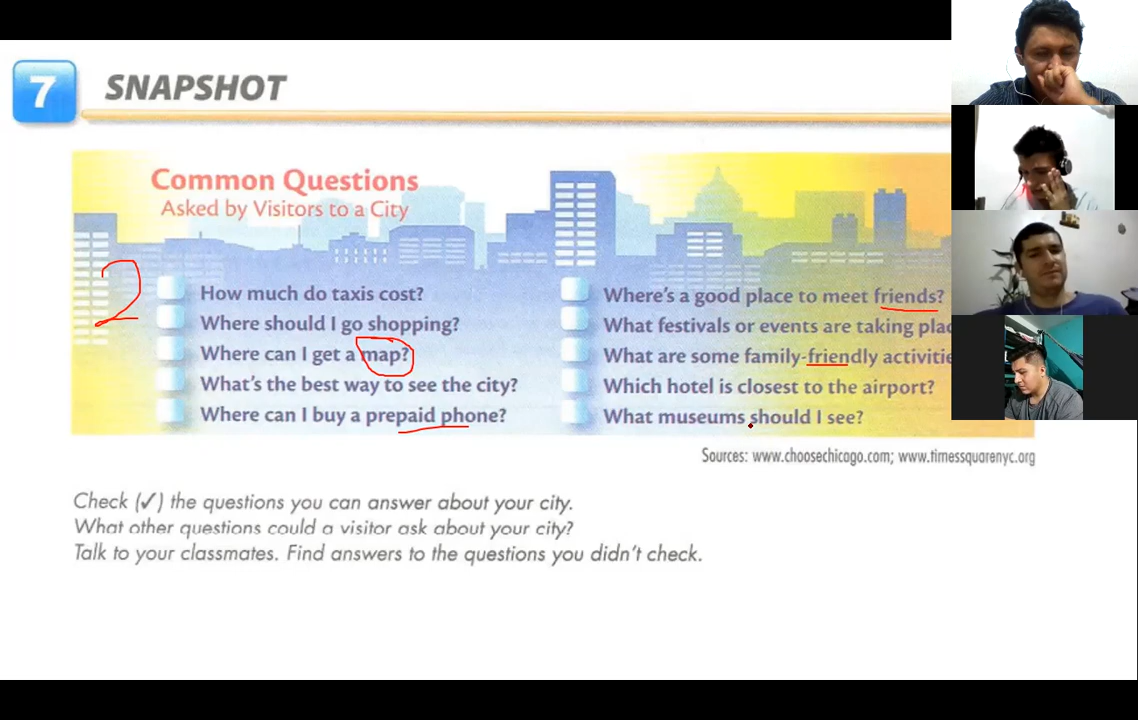 7 SNAPSHOT
Common Questions
Asked by Visitors to a City
2
How much do taxis cost?
Where should I go shopping?
Where can I get a map?
What's the best way to see the city?
Where can I buy a prepaid phone?
Where's a good place to meet friends?
What festivals or events are taking
What are some family-friendly
Which hotel is closest to the airport?
What museums should I see?
Sources: www.choosechicago.com; www.timessquarenyc.org
Check (✓) the questions you can answer about your city.
What other questions could a visitor ask about your city?
Talk to your classmates. Find answers to the questions you didn't check.